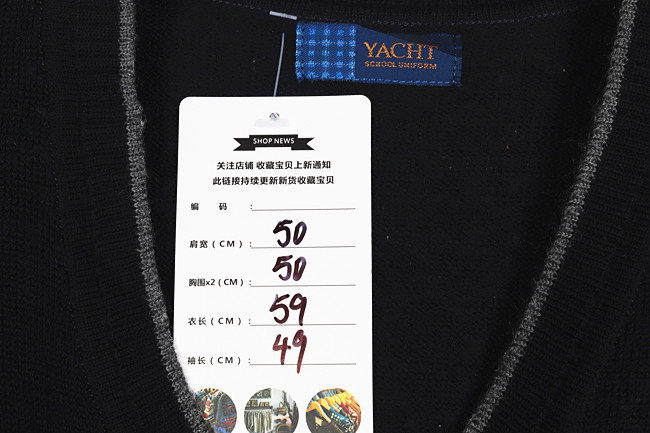 YACHT
SCHOOL UNIFORM
SHOP NEWS
关注店铺 收藏宝贝上新通知
此链接持续更新新货收藏宝贝
编 码 :
肩宽(CM) : 50
胸围x2(CM) : 50
衣长(CM) : 59
袖长(CM) : 49